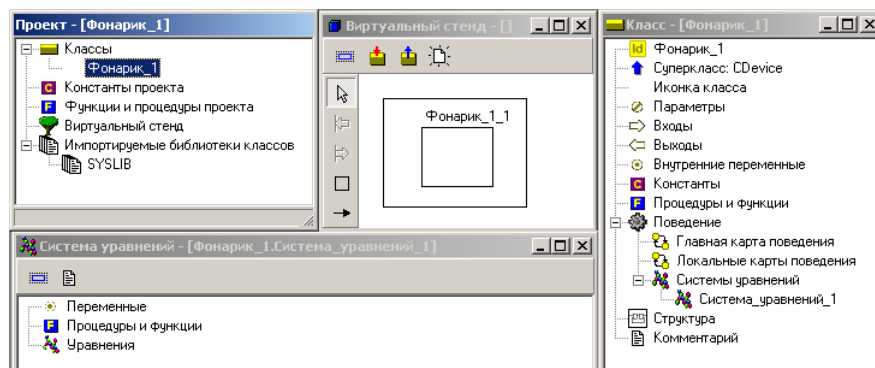 Проект - [Фонарик_1]
Классы
Фонарик_1
C Константы проекта
F Функции и процедуры проекта
Виртуальный стенд
Импортируемые библиотеки классов
SYSLIB
Виртуальный стенд - []
Фонарик_1_1
Класс - [Фонарик_1]
Id Фонарик_1
Суперкласс: CDevice
Иконка класса
Параметры
Входы
Выходы
Внутренние переменные
C Константы
F Процедуры и функции
Поведение
Главная карта поведения
Локальные карты поведения
Системы уравнений
Система_уравнений_1
Структура
Комментарий
Система уравнений - [Фонарик_1.Система_уравнений_1]
Переменные
F Процедуры и функции
Уравнения